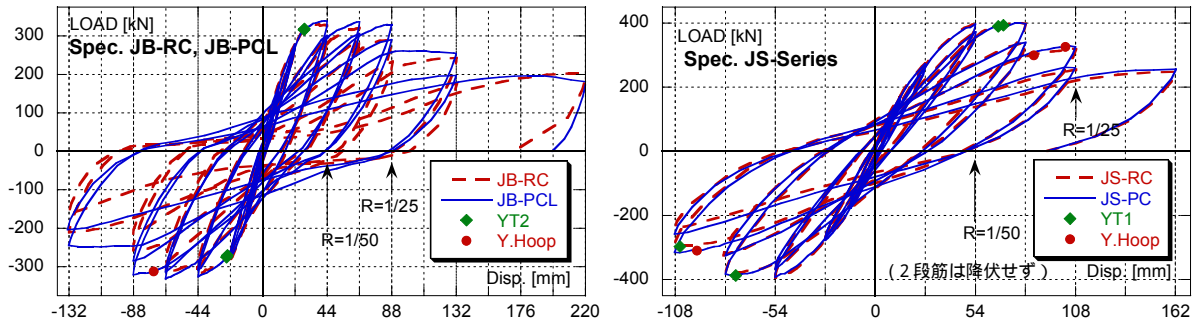 LOAD [kN]
Spec. JB-RC, JB-PCL
300
200
100
0
-100
-200
-300
R=1/25
R=1/50
JB-RC
JB-PCL
YT2
Y.Hoop
Disp. [mm]
-132 -88 -44 0 44 88 132 176 220
LOAD [kN]
Spec. JS-Series
400
200
0
-200
-400
R=1/25
R=1/50
JS-RC
JS-PC
YT1
Y.Hoop
(2段筋は降伏せず) Disp. [mm]
-108 -54 0 54 108 162